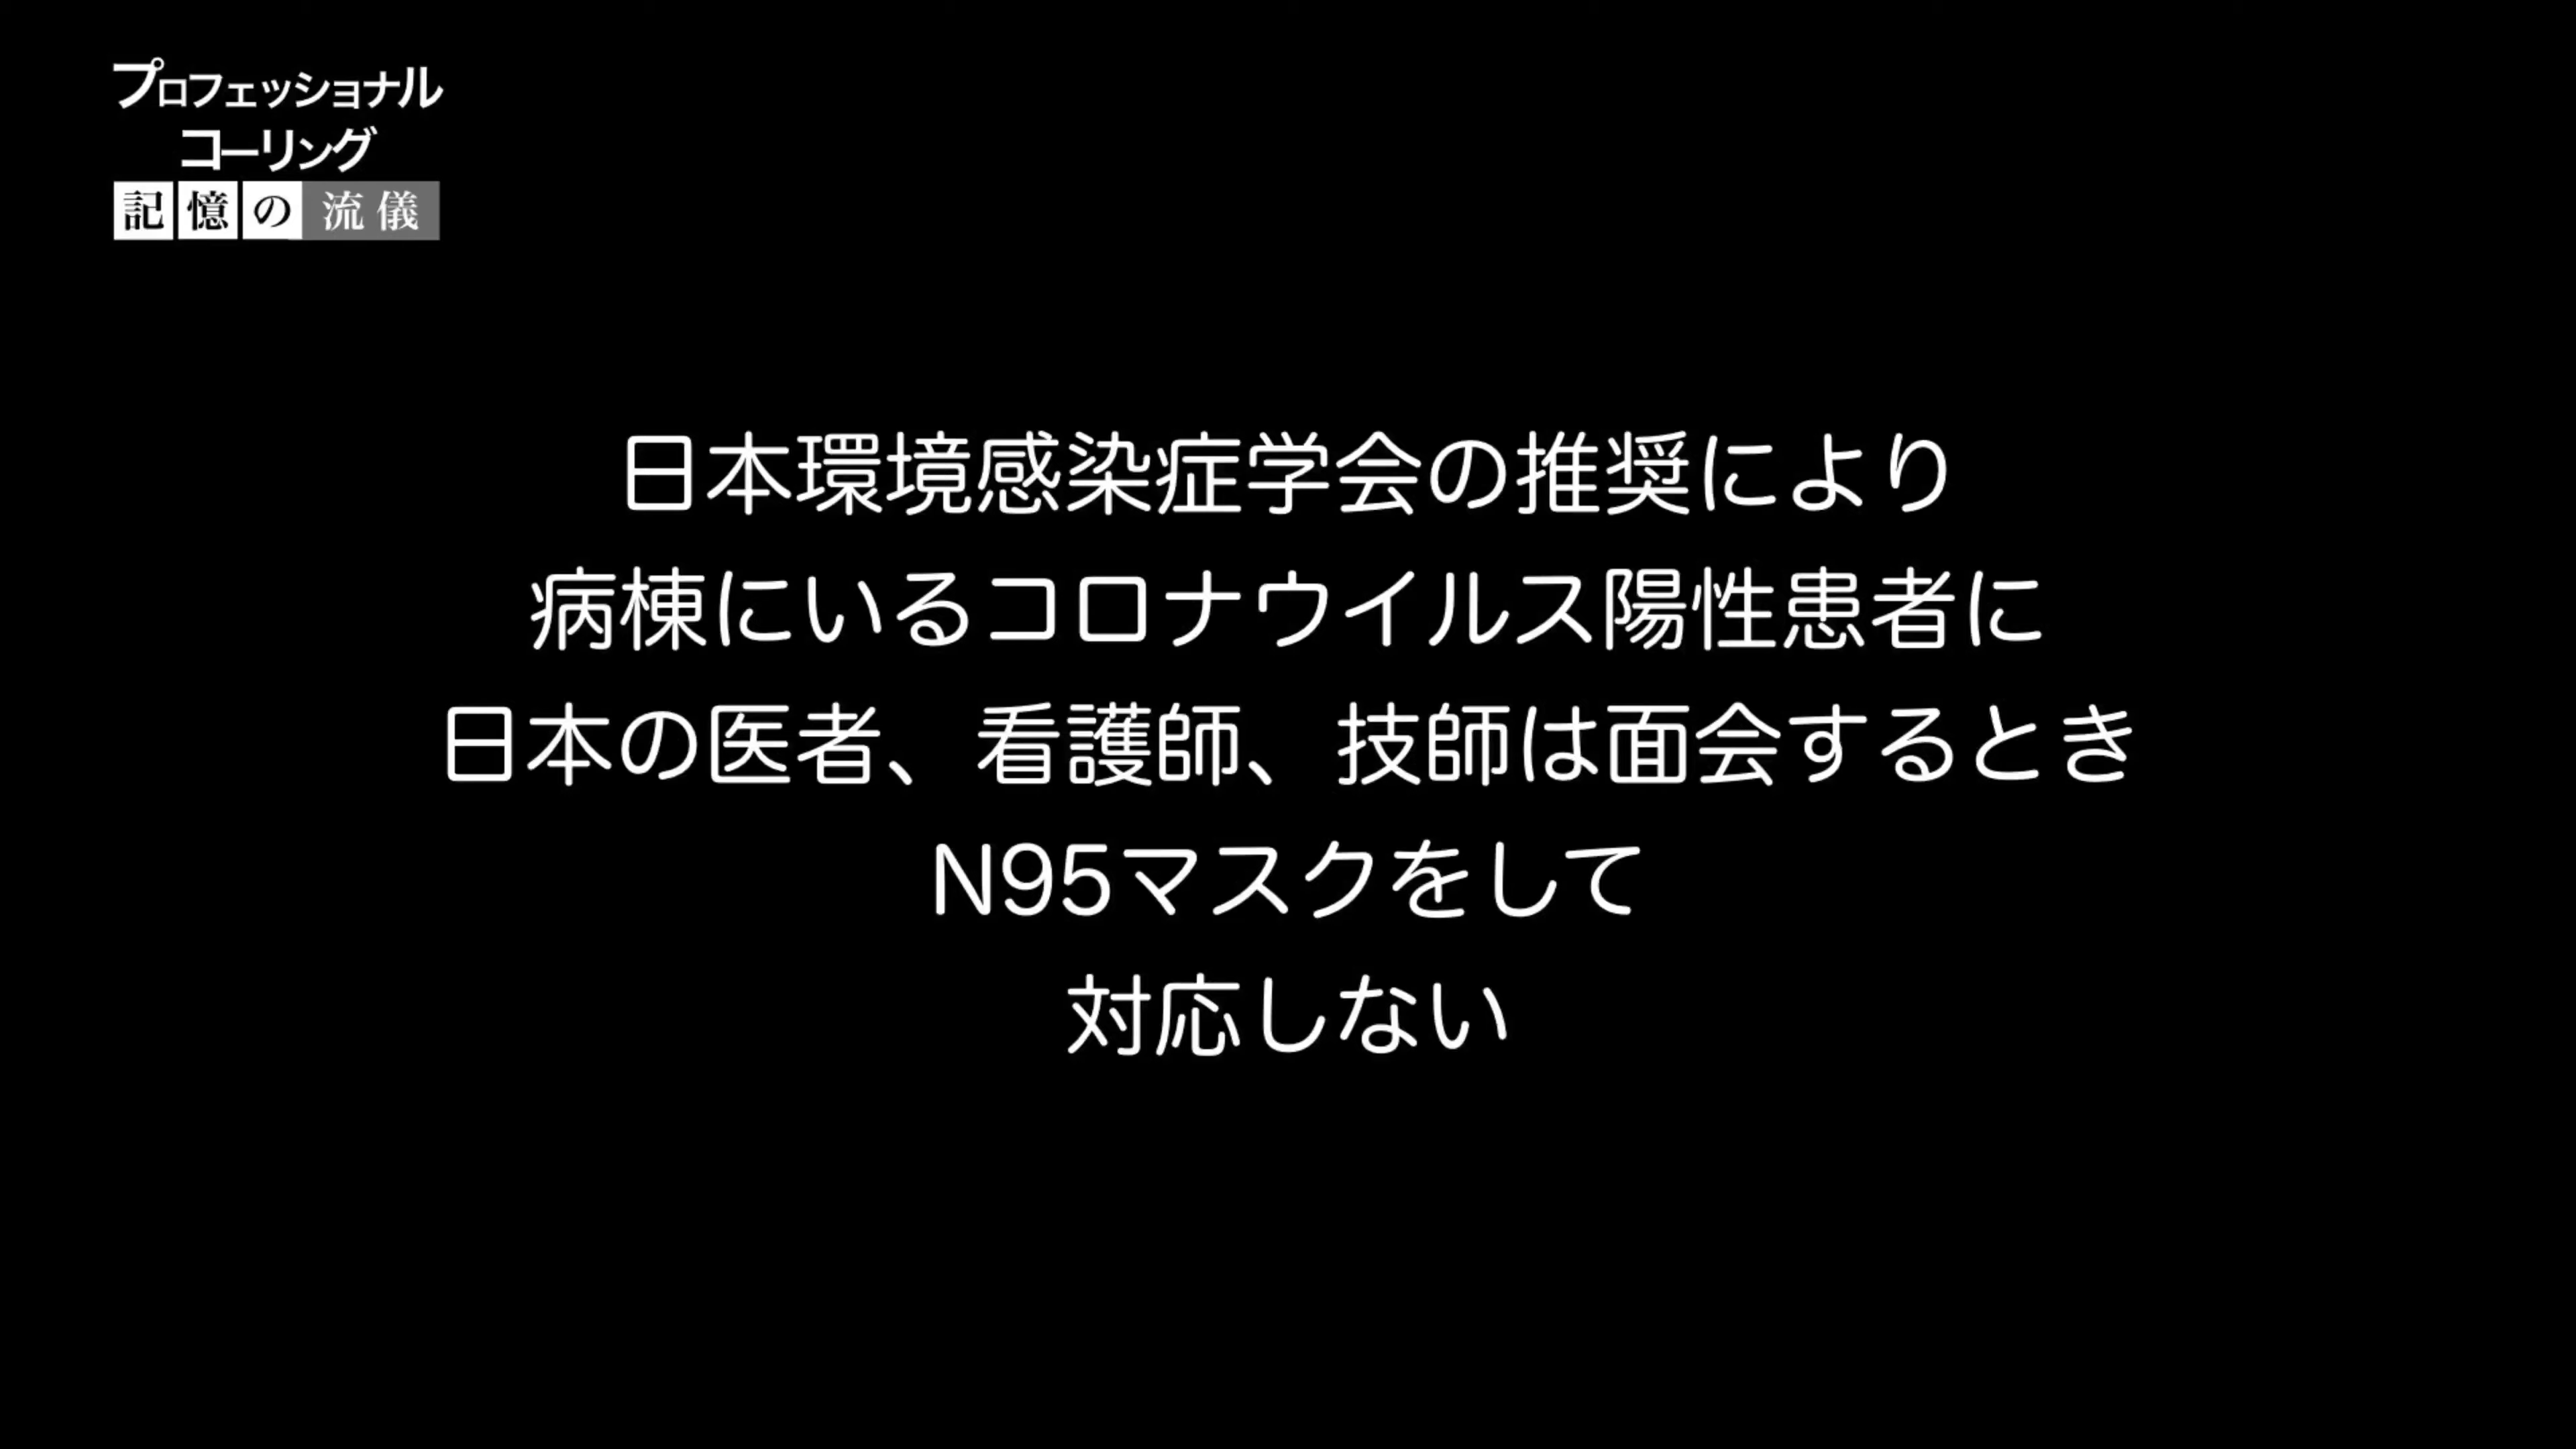 プロフェッショナル
コーリング
記憶の流儀
日本環境感染症学会の推奨により
病棟にいるコロナウイルス陽性患者に
日本の医者、看護師、技師は面会するとき
N95マスクをして
対応しない